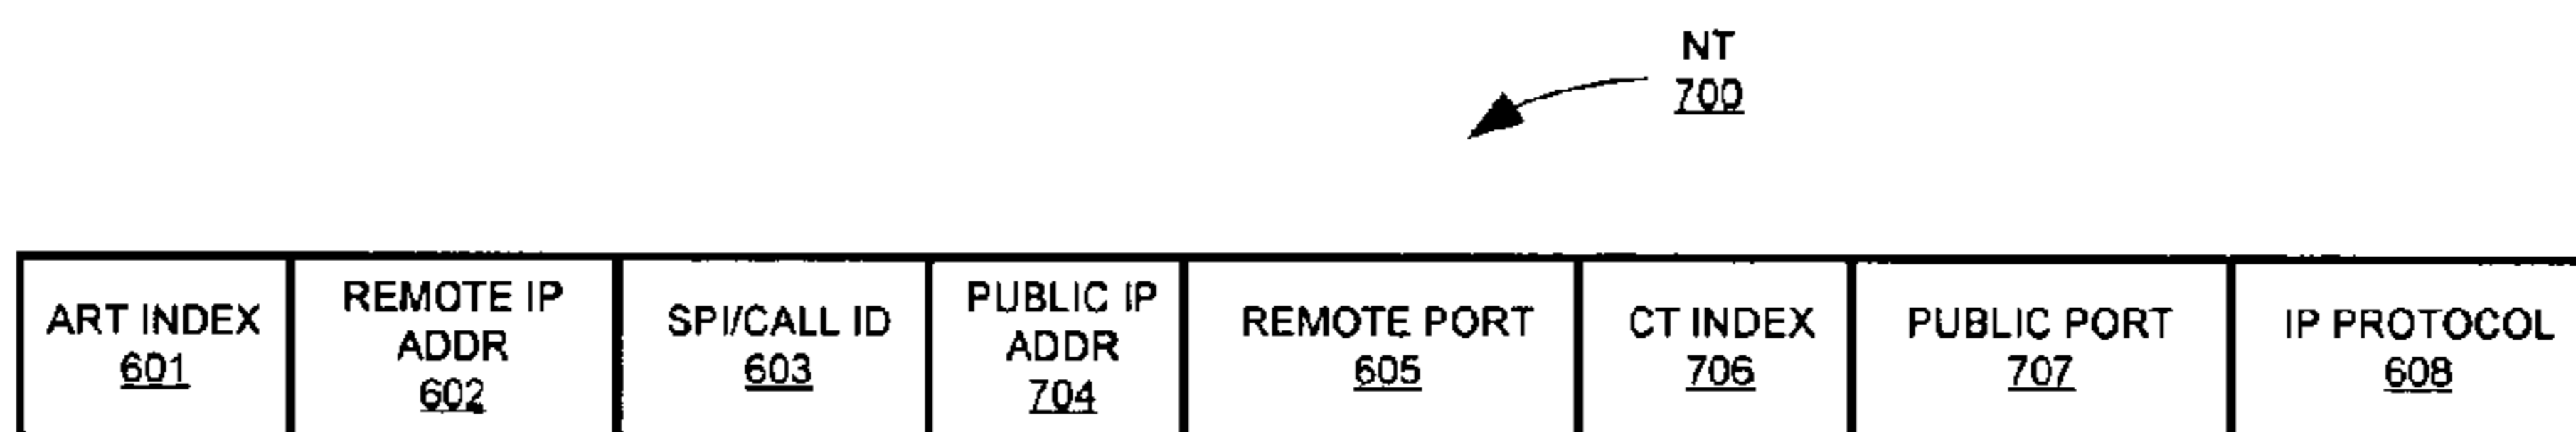 NT
700
ART INDEX
601
REMOTE IP
ADDR
602
SPI/CALL ID
603
PUBLIC IP
ADDR
704
REMOTE PORT
605
CT INDEX
706
PUBLIC PORT
707
IP PROTOCOL
608